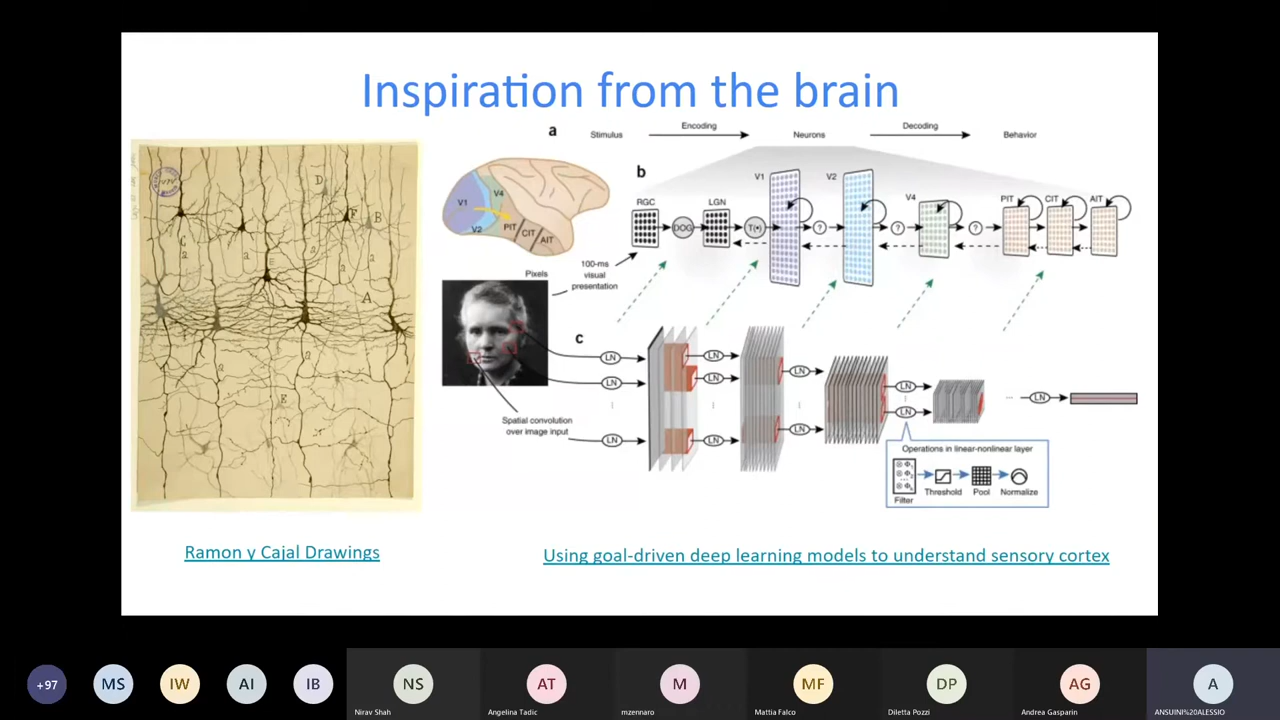 Inspiration from the brain
D
F
B
C
a
a
a
a
a
E
A
a
a
E
a
Stimulus
Encoding
Neurons
Decoding
Behavior
V1
V4
V2
PIT
CIT
AIT
b
RGC
DOG
LGN
T(•)
V1
?
V2
?
V4
?
PIT
CIT
AIT
100-ms
visual
presentation
Pixels
c
LN
LN
LN
LN
LN
LN
LN
LN
LN
LN
...
LN
Spatial convolution
over image input
Operations in linear-nonlinear layer
Filter
Threshold
Pool
Normalize
Ramon y Cajal Drawings
Using goal-driven deep learning models to understand sensory cortex
+97
MS
IW
AI
IB
NS
Nirav Shah
AT
Angelina Tadic
M
mzennaro
MF
Mattia Falco
DP
Diletta Pozzi
AG
Andrea Gasparin
A
ANSUINI%20ALESSIO